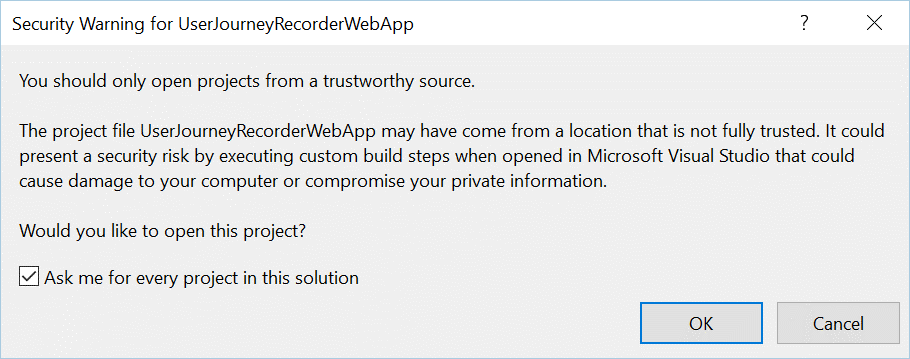 Security Warning for UserJourneyRecorderWebApp
?
You should only open projects from a trustworthy source.
The project file UserJourneyRecorderWebApp may have come from a location that is not fully trusted. It could
present a security risk by executing custom build steps when opened in Microsoft Visual Studio that could
cause damage to your computer or compromise your private information.
Would you like to open this project?
Ask me for every project in this solution
OK
Cancel